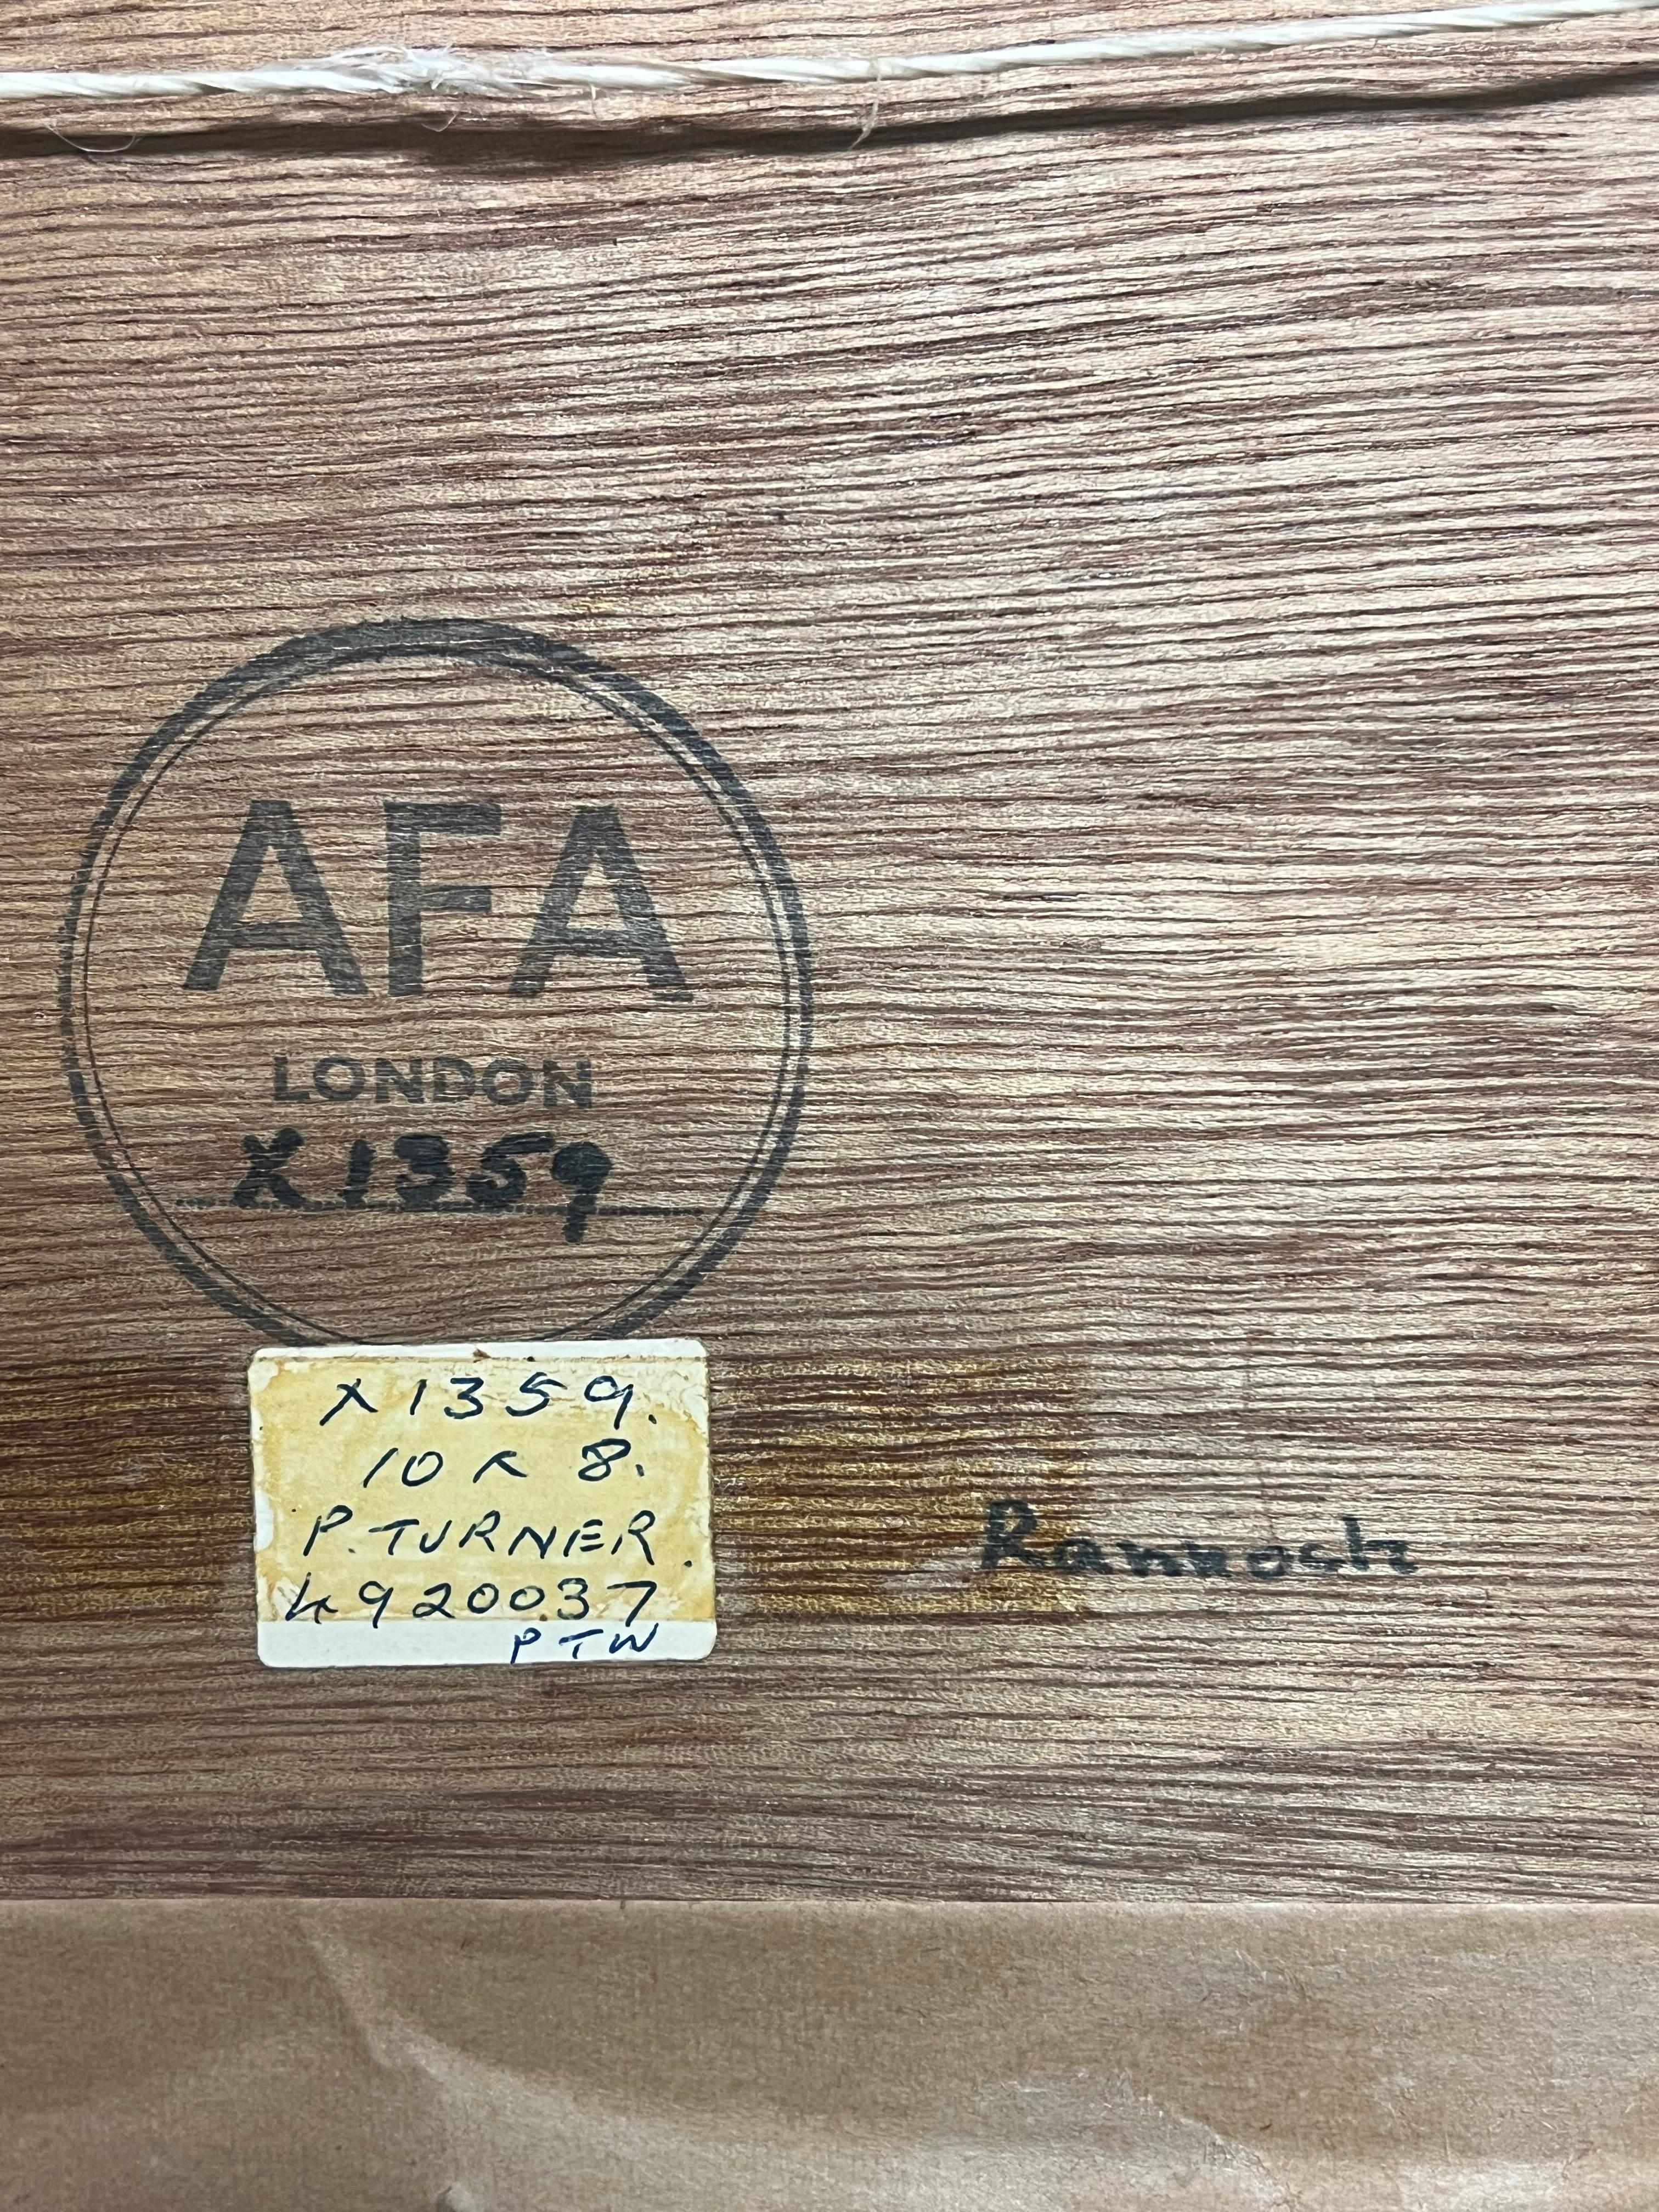 AFA
LONDON
X1359
X1359.
10 x 8.
P. TURNER.
4920037
PTW
Rannoch